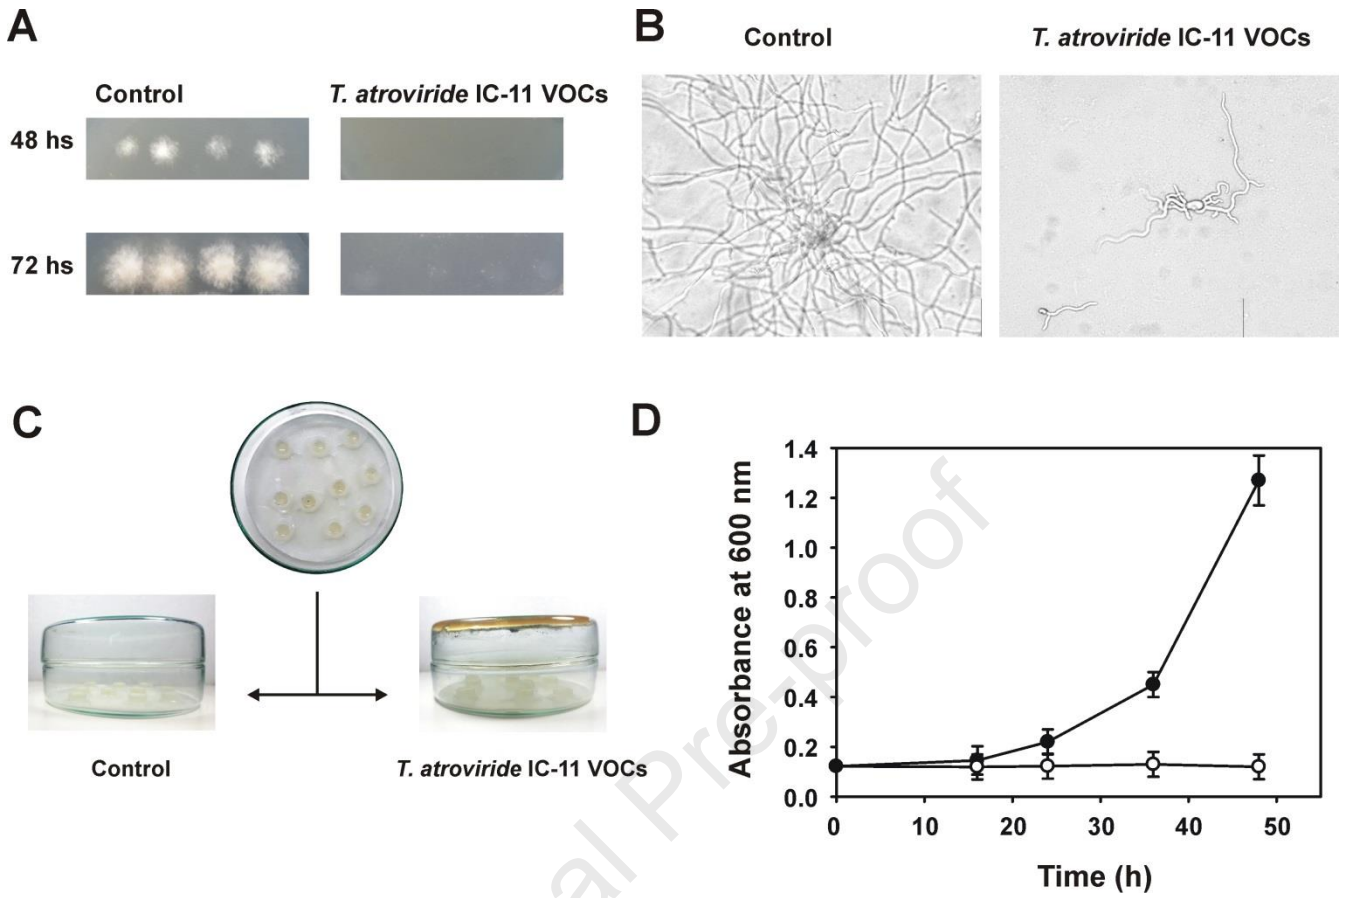 A
Control
T. atroviride IC-11 VOCs
48 hs
72 hs
B
Control
T. atroviride IC-11 VOCs
C
Control
T. atroviride IC-11 VOCs
D
Absorbance at 600 nm
1.4
1.2
1.0
0.8
0.6
0.4
0.2
0.0
0 10 20 30 40 50
Time (h)
al Pre-proof